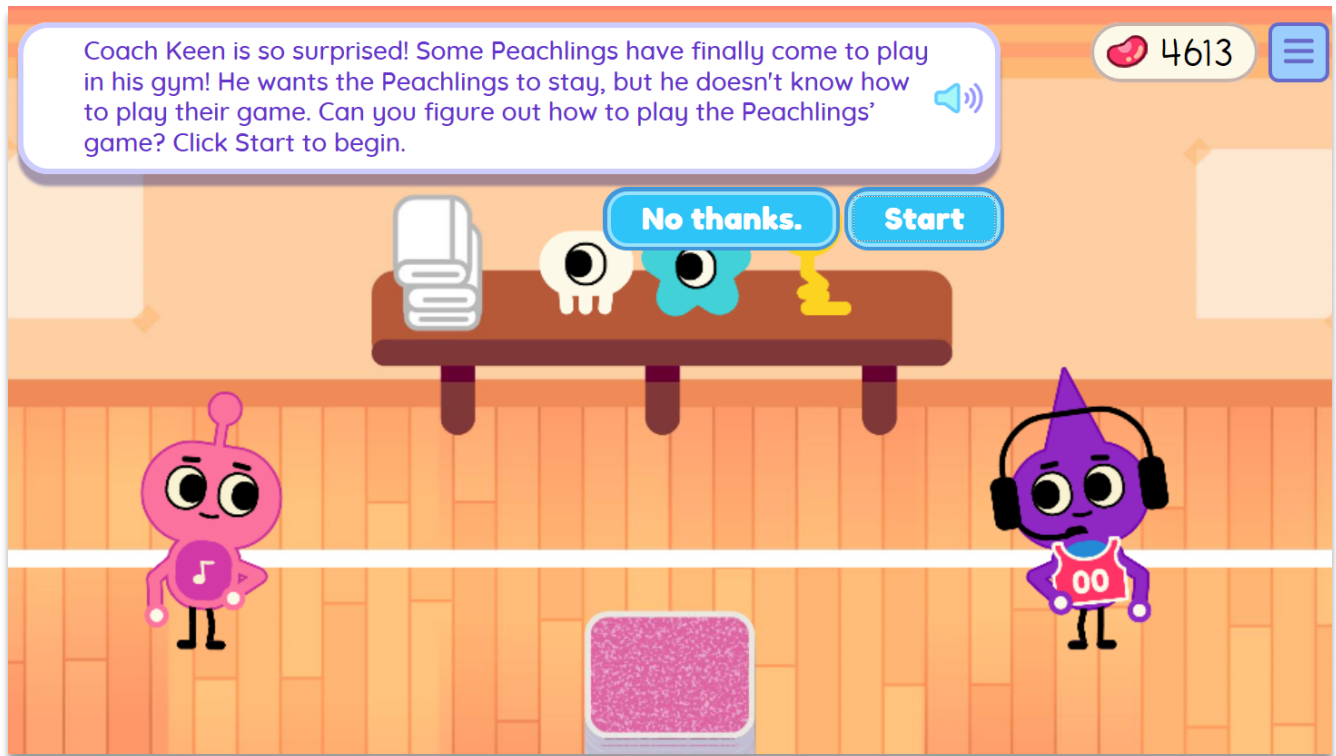 Coach Keen is so surprised! Some Peachlings have finally come to play
in his gym! He wants the Peachlings to stay, but he doesn't know how
to play their game. Can you figure out how to play the Peachlings’
game? Click Start to begin.
4613
No thanks.
Start
00